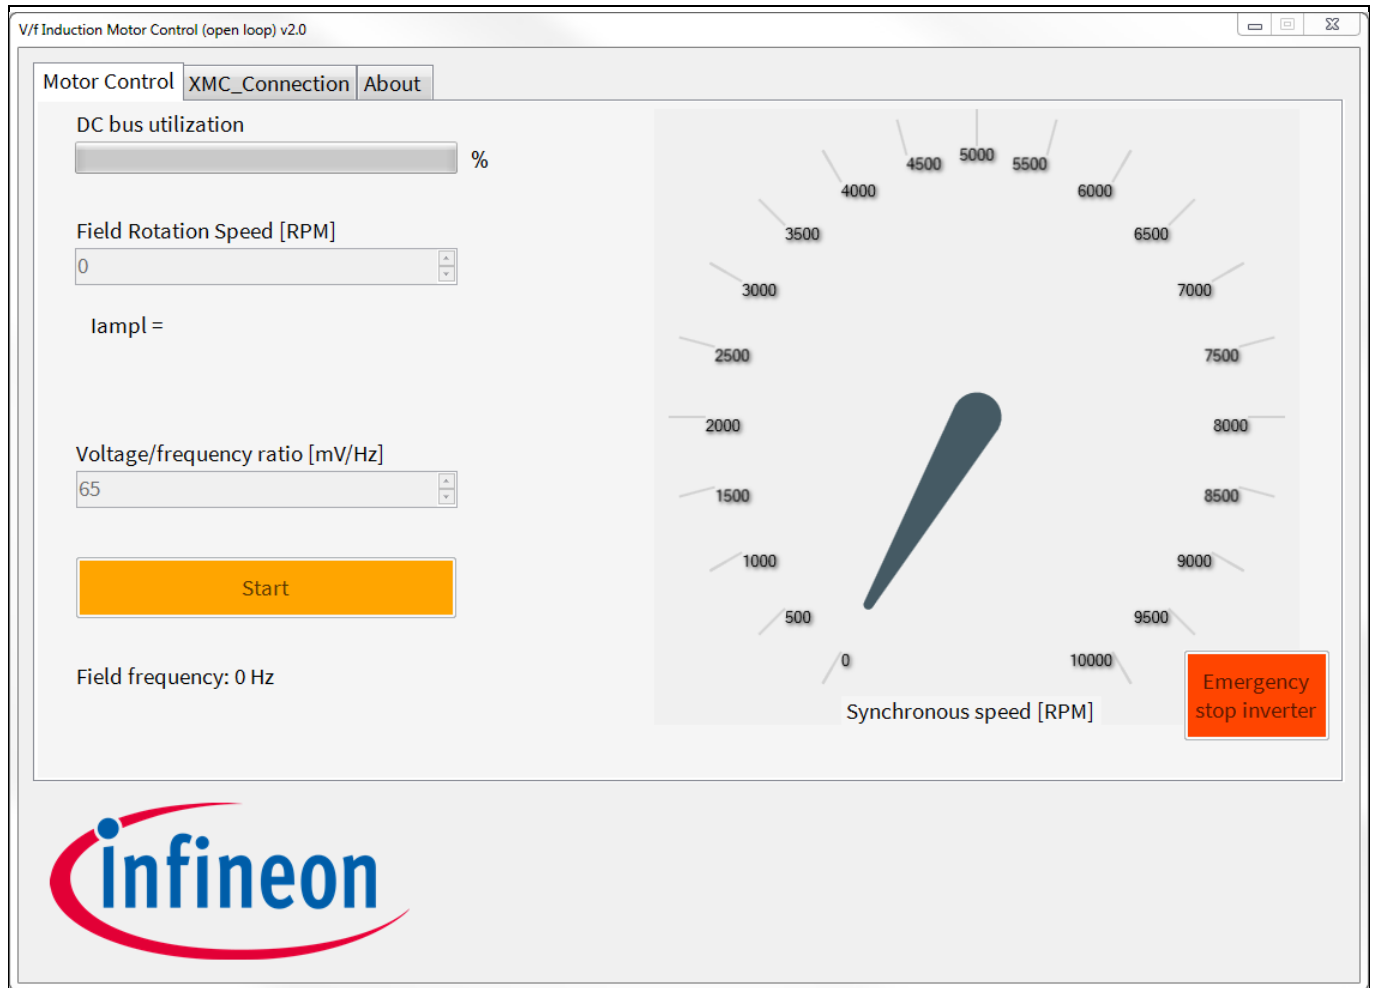 V/f Induction Motor Control (open loop) v2.0
Motor Control
XMC_Connection
About
DC bus utilization
%
Field Rotation Speed [RPM]
0
Iampl =
Voltage/frequency ratio [mV/Hz]
65
Start
Field frequency: 0 Hz
0
500
1000
1500
2000
2500
3000
3500
4000
4500
5000
5500
6000
6500
7000
7500
8000
8500
9000
9500
10000
Synchronous speed [RPM]
Emergency
stop inverter
infineon